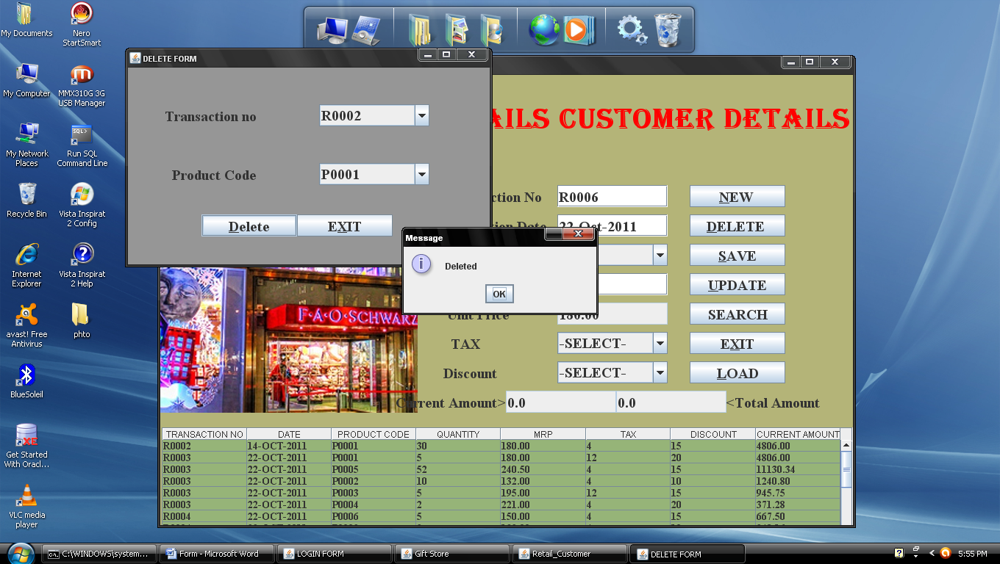 My Documents
Nero
StartSmart
My Computer
MMX310G 3G
USB Manager
My Network
Places
SQL>
Run SQL
Command Line
Recycle Bin
Vista Inspirat
2 Config
Internet
Explorer
Vista Inspirat
2 Help
avast! Free
Antivirus
phto
BlueSoleil
XE
Get Started
With Oracl...
VLC media
player
DELETE FORM
Transaction no
R0002
Product Code
P0001
Delete
EXIT
AILS CUSTOMER DETAILS
ction No
R0006
NEW
tion Date
22-Oct-2011
DELETE
SAVE
UPDATE
Unit Price
180.00
SEARCH
TAX
-SELECT-
EXIT
Discount
-SELECT-
LOAD
Current Amount>
0.0
0.0
<Total Amount
Message
Deleted
OK
F·A·O·SCHWARZ
TRANSACTION NO DATE PRODUCT CODE QUANTITY MRP TAX DISCOUNT CURRENT AMOUNT
R0002 14-OCT-2011 P0001 30 180.00 4 15 4806.00
R0003 22-OCT-2011 P0001 5 180.00 12 20 4806.00
R0003 22-OCT-2011 P0005 52 240.50 4 15 11130.34
R0003 22-OCT-2011 P0002 10 132.00 4 10 1240.80
R0003 22-OCT-2011 P0003 5 195.00 12 15 945.75
R0003 22-OCT-2011 P0004 2 221.00 4 20 371.28
R0004 22-OCT-2011 P0006 5 150.00 4 15 667.50
C:\WINDOWS\system...
Form - Microsoft Word
LOGIN FORM
Gift Store
Retail_Customer
DELETE FORM
5:55 PM